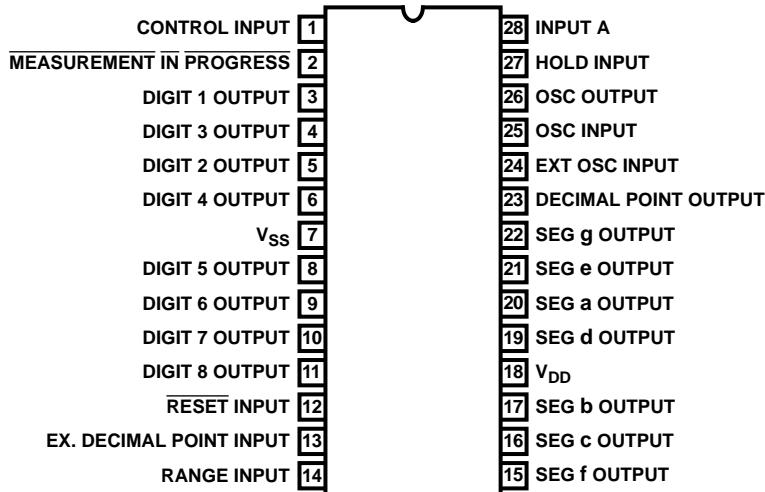 CONTROL INPUT 1
MEASUREMENT IN PROGRESS 2
DIGIT 1 OUTPUT 3
DIGIT 3 OUTPUT 4
DIGIT 2 OUTPUT 5
DIGIT 4 OUTPUT 6
VSS 7
DIGIT 5 OUTPUT 8
DIGIT 6 OUTPUT 9
DIGIT 7 OUTPUT 10
DIGIT 8 OUTPUT 11
RESET INPUT 12
EX. DECIMAL POINT INPUT 13
RANGE INPUT 14
28 INPUT A
27 HOLD INPUT
26 OSC OUTPUT
25 OSC INPUT
24 EXT OSC INPUT
23 DECIMAL POINT OUTPUT
22 SEG g OUTPUT
21 SEG e OUTPUT
20 SEG a OUTPUT
19 SEG d OUTPUT
18 VDD
17 SEG b OUTPUT
16 SEG c OUTPUT
15 SEG f OUTPUT